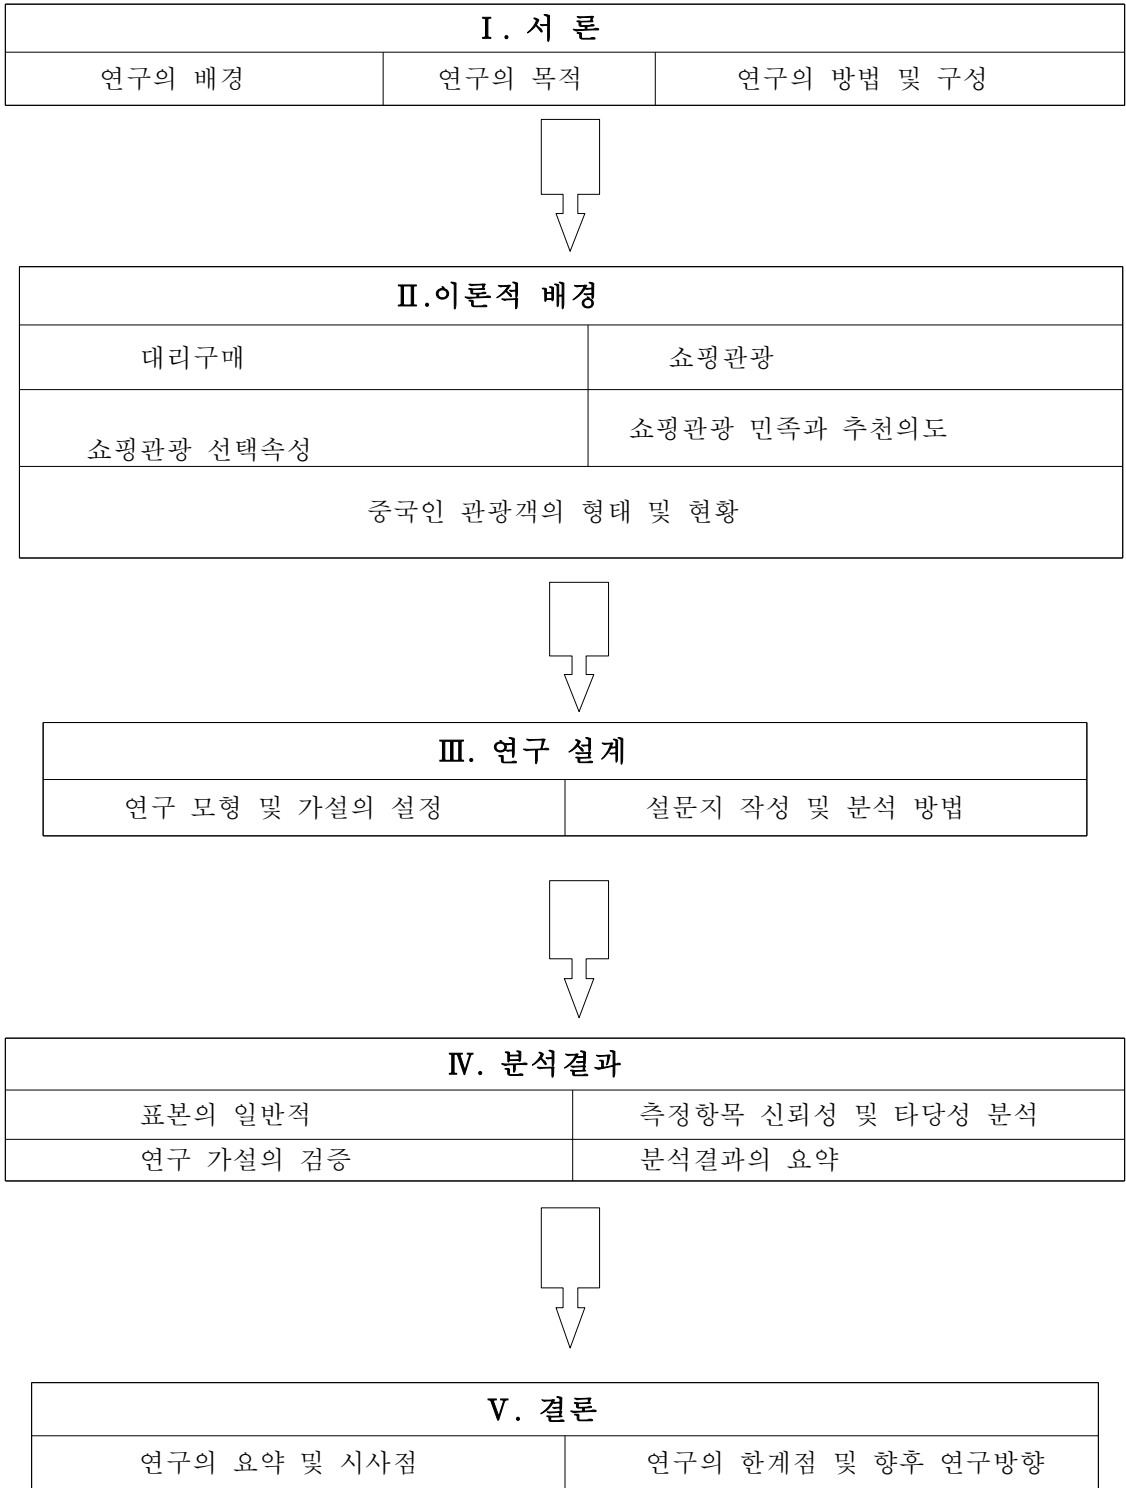 Ⅰ. 서 론
연구의 배경 연구의 목적 연구의 방법 및 구성
Ⅱ.이론적 배경
대리구매 쇼핑관광
쇼핑관광 선택속성 쇼핑관광 민족과 추천의도
중국인 관광객의 형태 및 현황
Ⅲ. 연구 설계
연구 모형 및 가설의 설정 설문지 작성 및 분석 방법
Ⅳ. 분석결과
표본의 일반적 측정항목 신뢰성 및 타당성 분석
연구 가설의 검증 분석결과의 요약
Ⅴ. 결론
연구의 요약 및 시사점 연구의 한계점 및 향후 연구방향